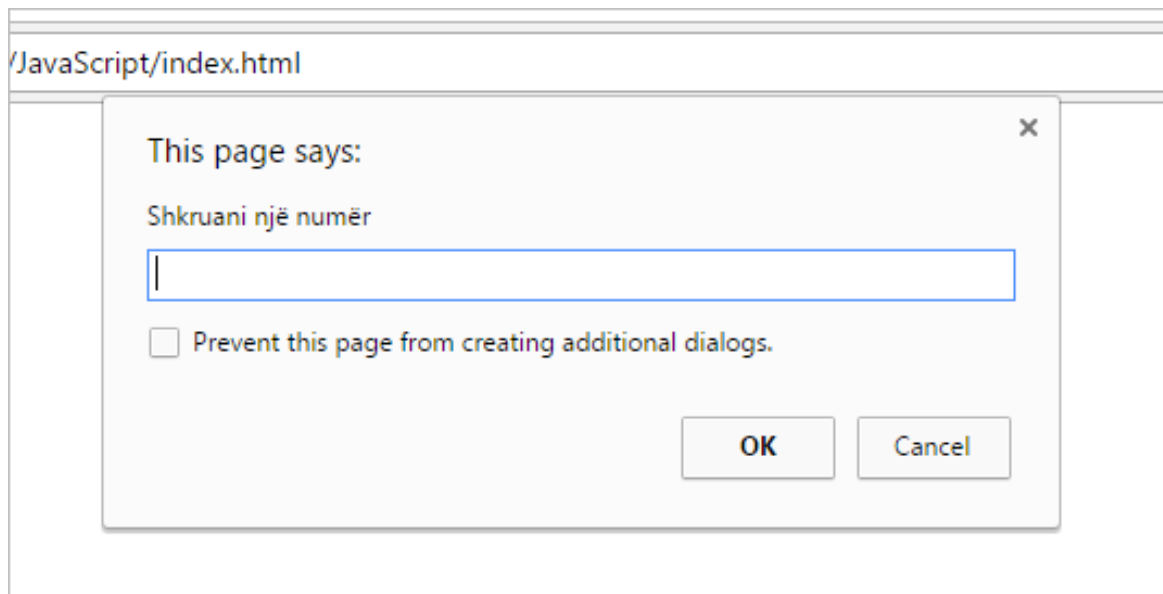 /JavaScript/index.html
This page says:
Shkruani një numër
Prevent this page from creating additional dialogs.
OK Cancel